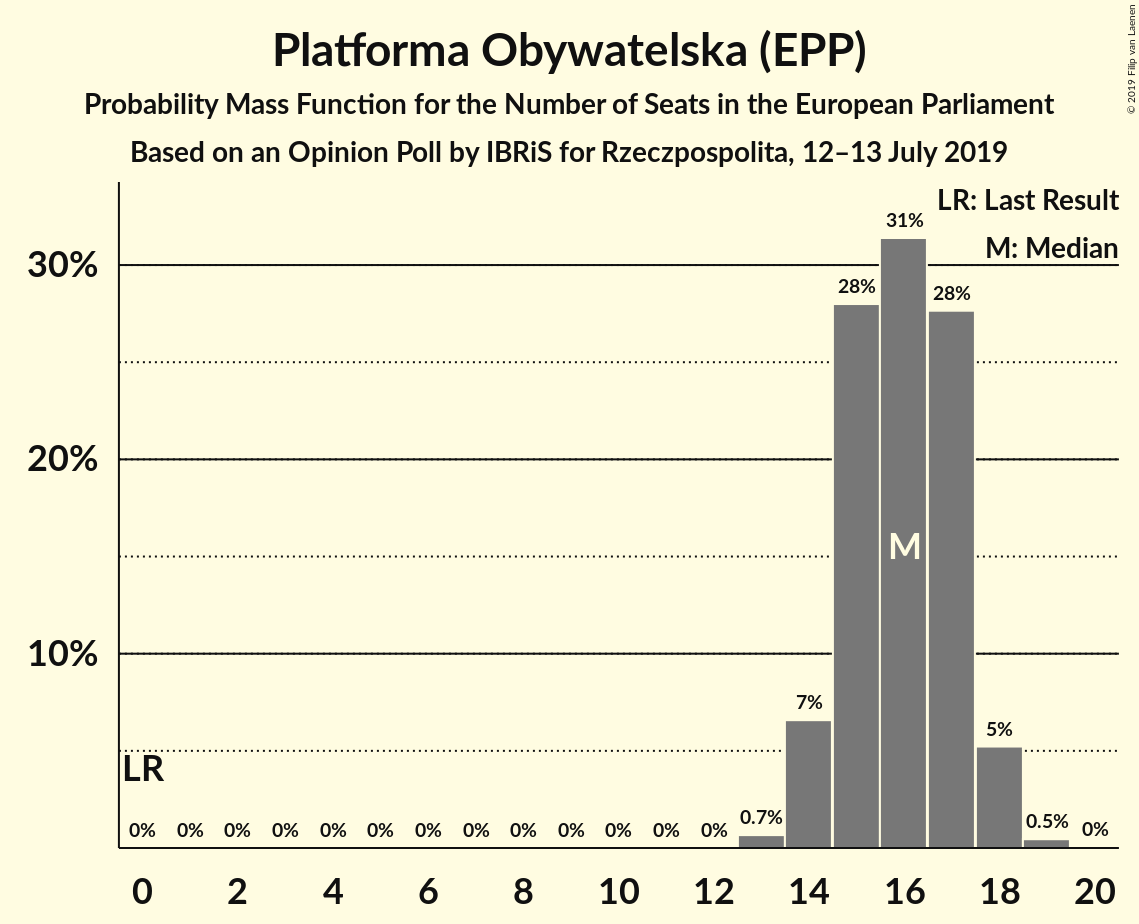 Platforma Obywatelska (EPP)
Probability Mass Function for the Number of Seats in the European Parliament
Based on an Opinion Poll by IBRiS for Rzeczpospolita, 12–13 July 2019
© 2019 Filip van Laenen
LR: Last Result
M: Median
31%
30%
28%
28%
20%
M
10%
7%
5%
LR
0% 0% 0% 0% 0% 0% 0% 0% 0% 0% 0% 0% 0% 0.7% 0.5% 0%
0 2 4 6 8 10 12 14 16 18 20